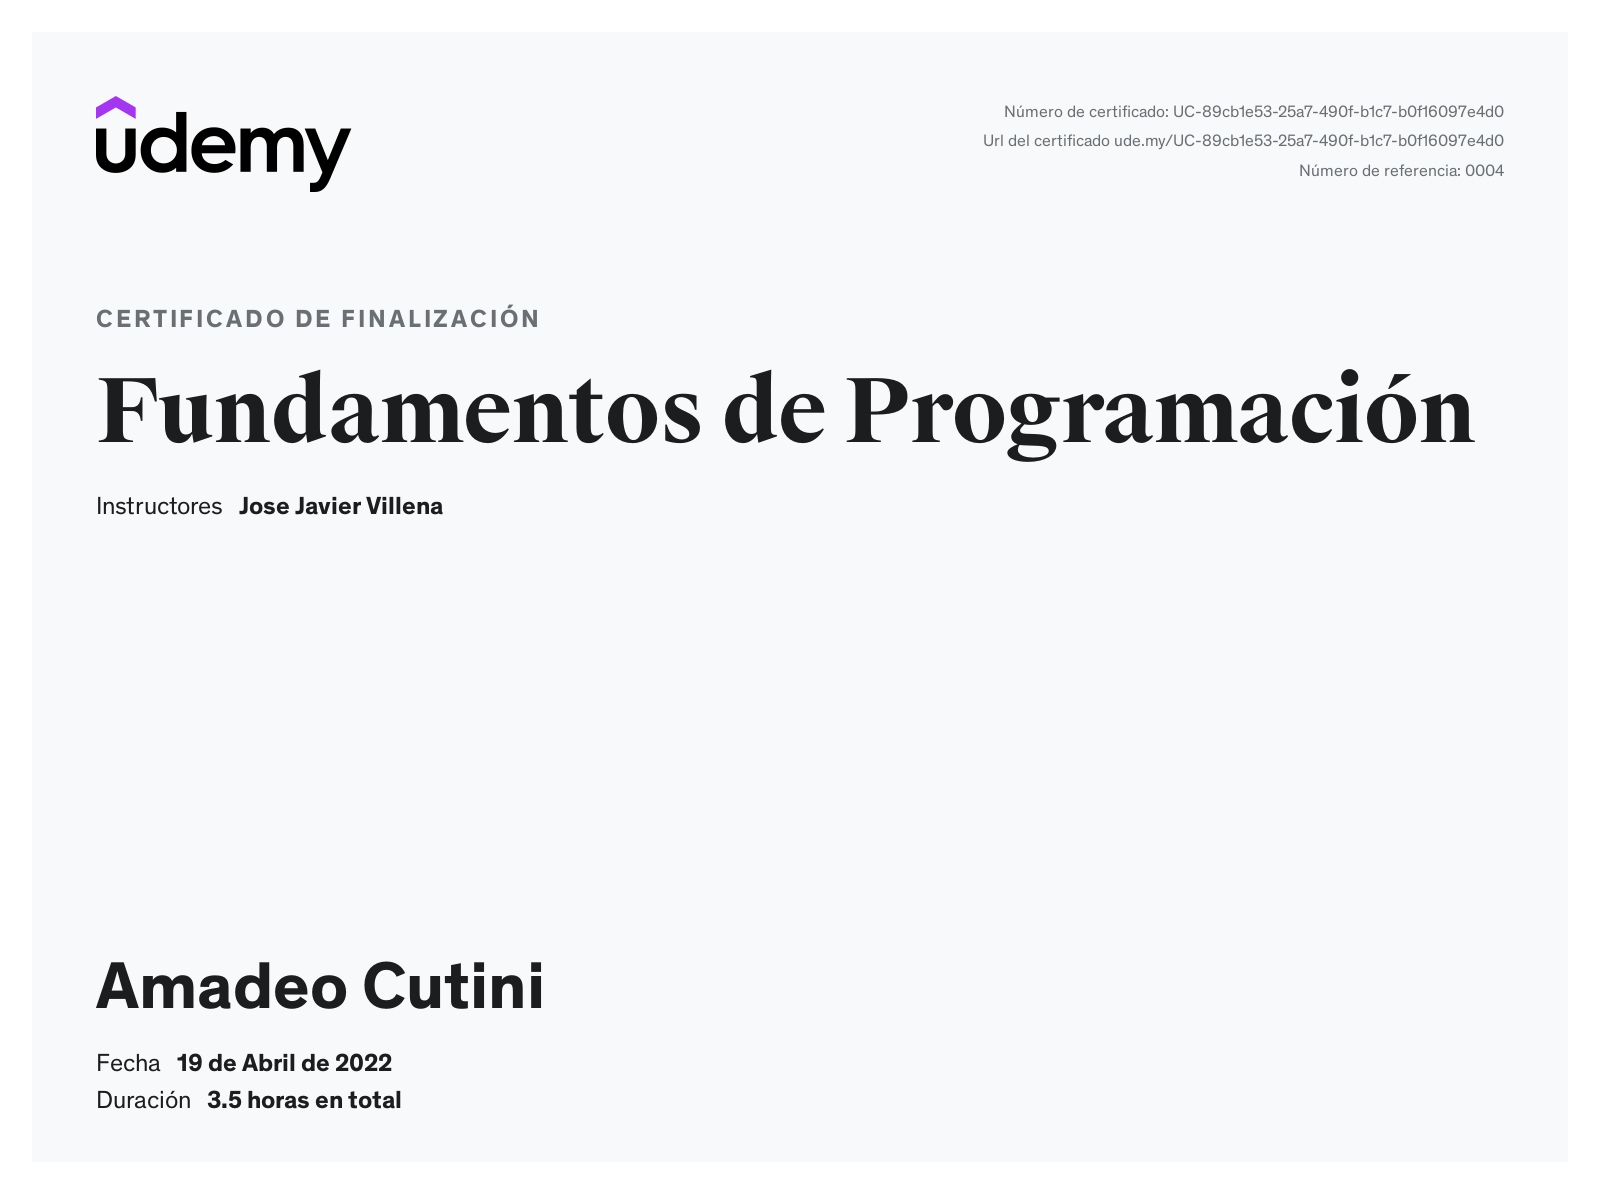 udemy
Número de certificado: UC-89cb1e53-25a7-490f-b1c7-b0f16097e4d0
Url del certificado ude.my/UC-89cb1e53-25a7-490f-b1c7-b0f16097e4d0
Número de referencia: 0004
CERTIFICADO DE FINALIZACIÓN
Fundamentos de Programación
Instructores Jose Javier Villena
Amadeo Cutini
Fecha 19 de Abril de 2022
Duración 3.5 horas en total